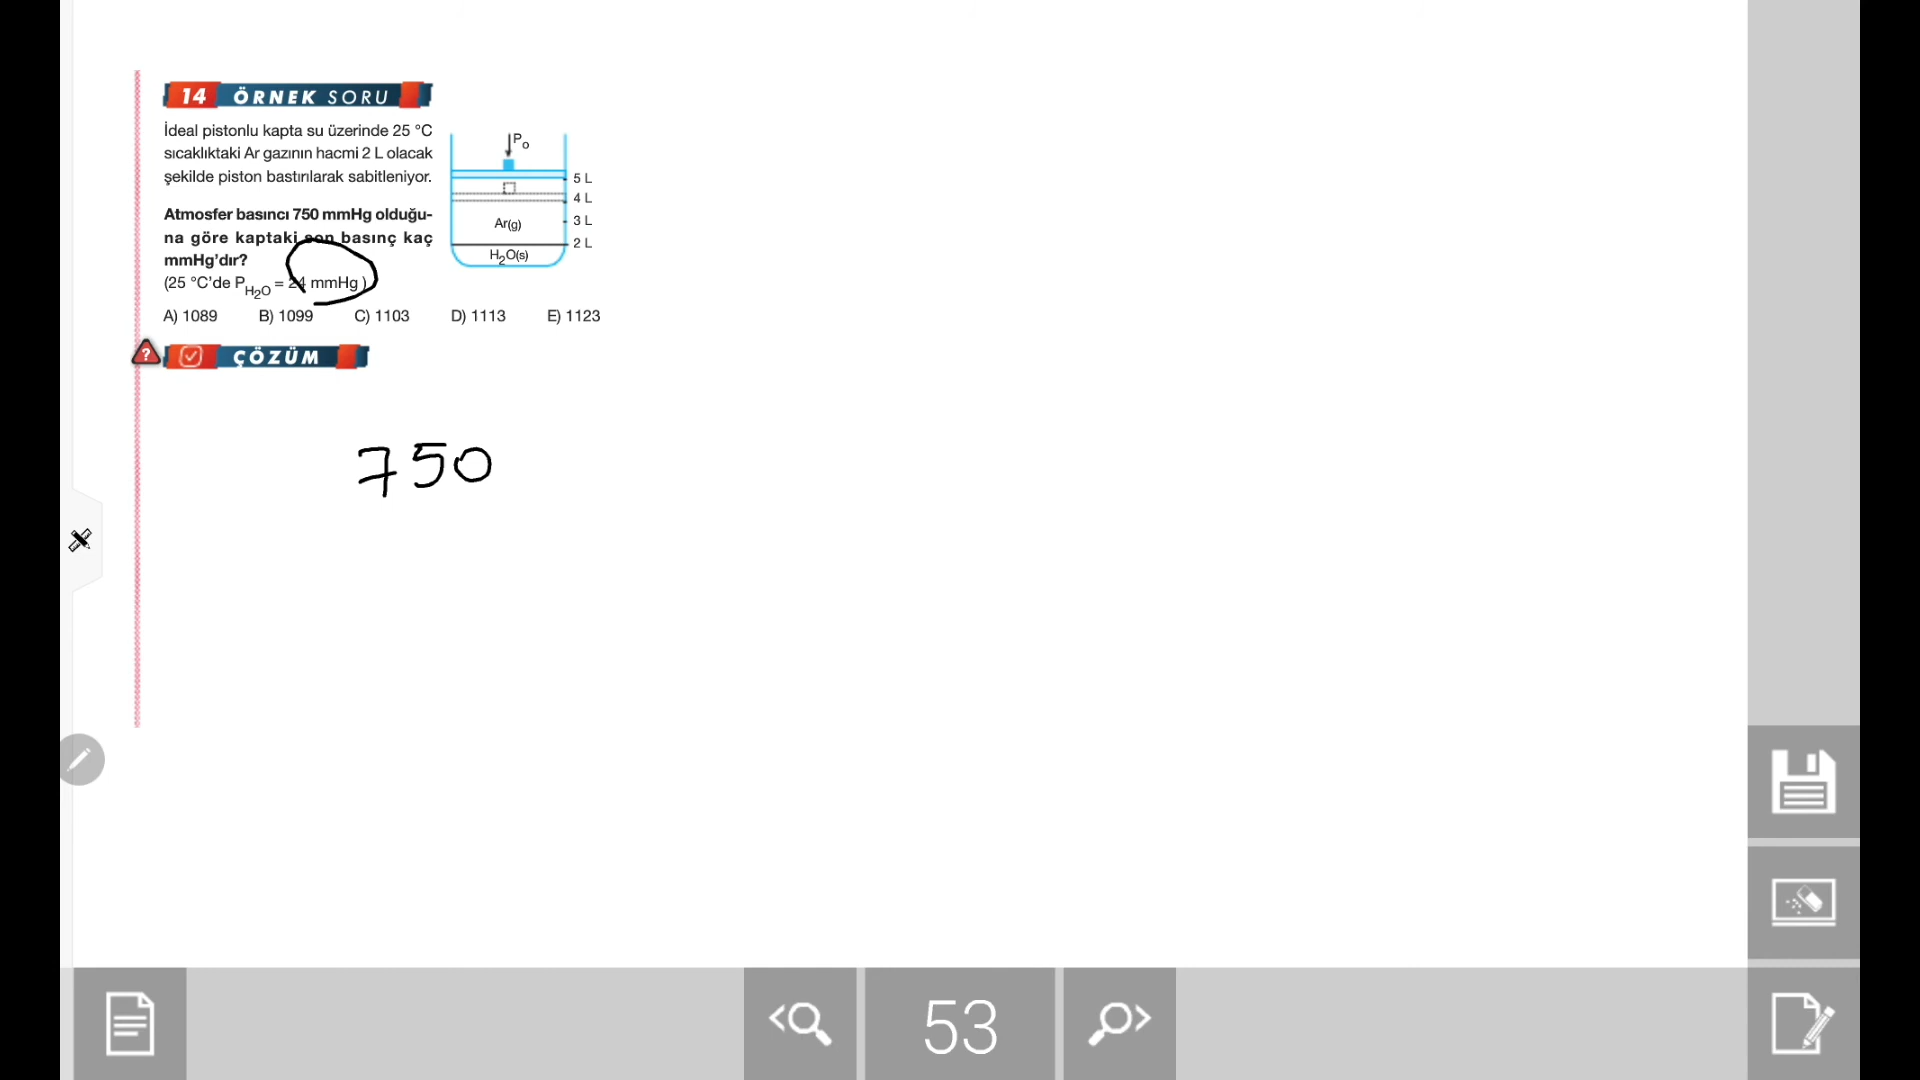 14 ÖRNEK SORU
İdeal pistonlu kapta su üzerinde 25 °C
sıcaklıktaki Ar gazının hacmi 2 L olacak
şekilde piston bastırılarak sabitleniyor.
Atmosfer basıncı 750 mmHg olduğu-
na göre kaptaki son basınç kaç
mmHg'dır?
(25 °C'de P_H₂O = 24 mmHg )
P₀
5 L
4 L
3 L
2 L
Ar(g)
H₂O(s)
A) 1089 B) 1099 C) 1103 D) 1113 E) 1123
? ÇÖZÜM
750
53